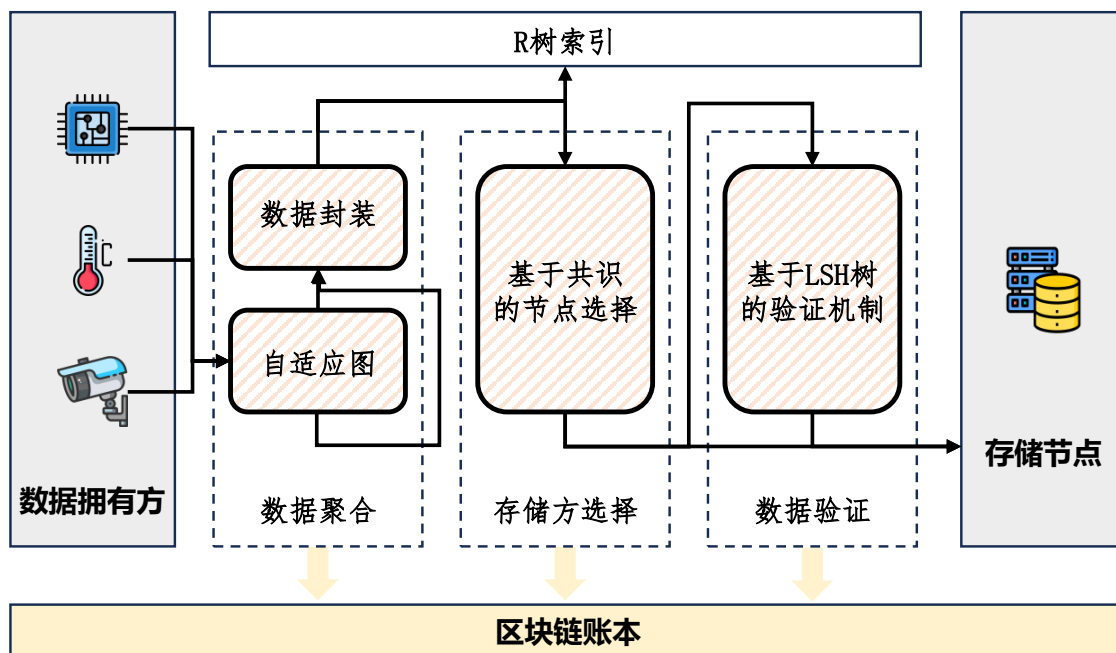 R树索引
数据封装
自适应图
基于共识
的节点选择
基于LSH树
的验证机制
C
数据拥有方
数据聚合
存储方选择
数据验证
存储节点
区块链账本